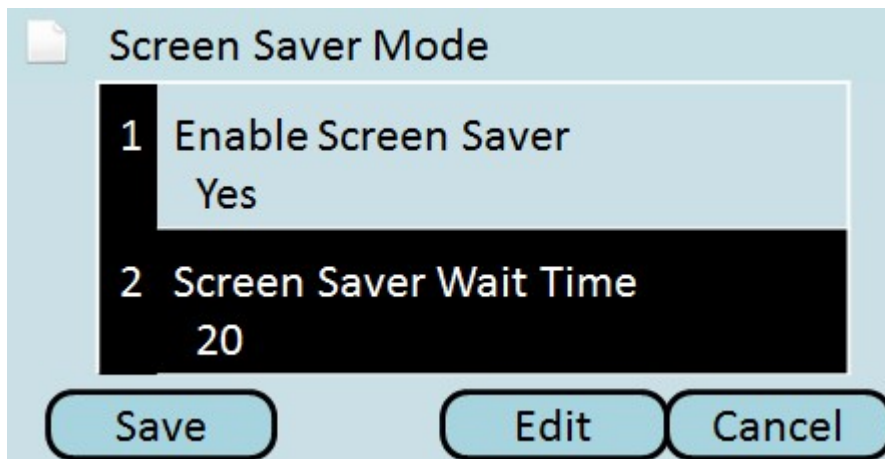 Screen Saver Mode
1 Enable Screen Saver
Yes
2 Screen Saver Wait Time
20
Save Edit Cancel